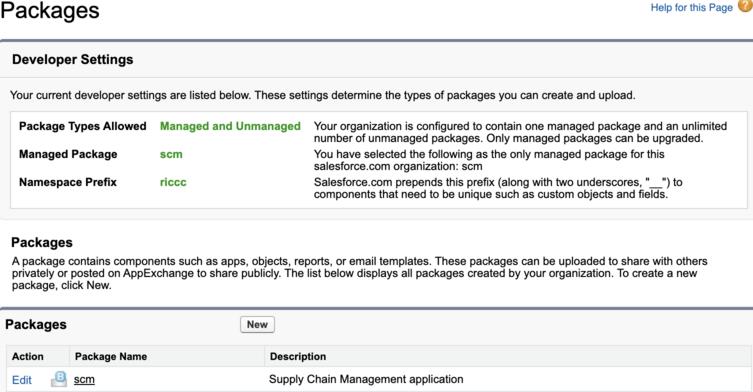 Packages
Help for this Page ?
Developer Settings
Your current developer settings are listed below. These settings determine the types of packages you can create and upload.
Package Types Allowed Managed and Unmanaged Your organization is configured to contain one managed package and an unlimited
number of unmanaged packages. Only managed packages can be upgraded.
Managed Package scm You have selected the following as the only managed package for this
salesforce.com organization: scm
Namespace Prefix riccc Salesforce.com prepends this prefix (along with two underscores, "__") to
components that need to be unique such as custom objects and fields.
Packages
A package contains components such as apps, objects, reports, or email templates. These packages can be uploaded to share with others
privately or posted on AppExchange to share publicly. The list below displays all packages created by your organization. To create a new
package, click New.
Packages New
Action Package Name Description
Edit B scm Supply Chain Management application